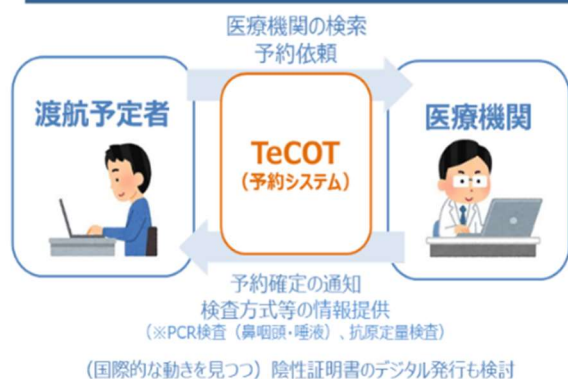 医療機関の検索
予約依頼
渡航予定者
医療機関
TeCOT
（予約システム）
予約確定の通知
検査方式等の情報提供
（※PCR検査（鼻咽頭・唾液）、抗原定量検査）
（国際的な動きを見つつ）陰性証明書のデジタル発行も検討